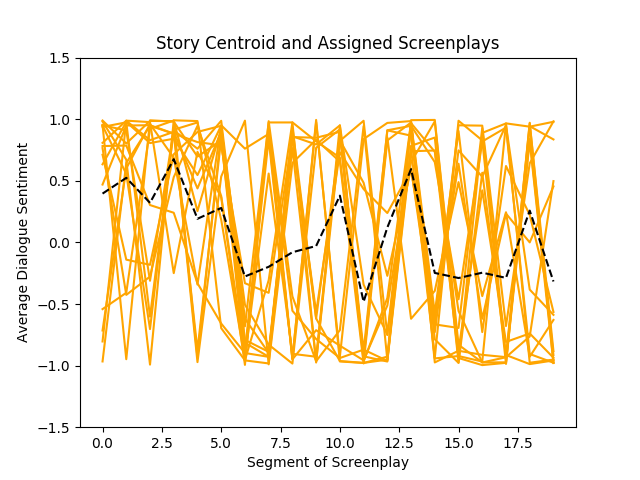 Story Centroid and Assigned Screenplays
Average Dialogue Sentiment
1.5
1.0
0.5
0.0
−0.5
−1.0
−1.5
0.0 2.5 5.0 7.5 10.0 12.5 15.0 17.5
Segment of Screenplay